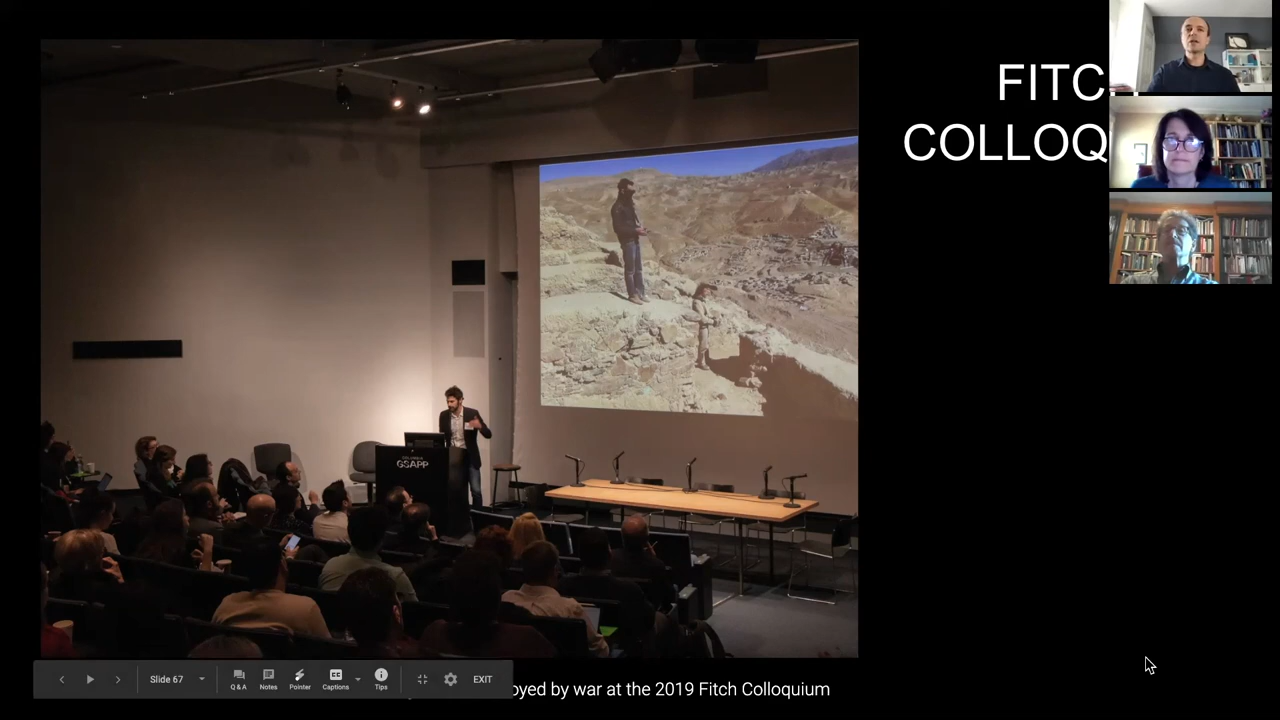 FITC
COLLOQ
COLUMBIA
GSAPP
Slide 67
Q & A
Notes
Pointer
Captions
Tips
EXIT
oyed by war at the 2019 Fitch Colloquium